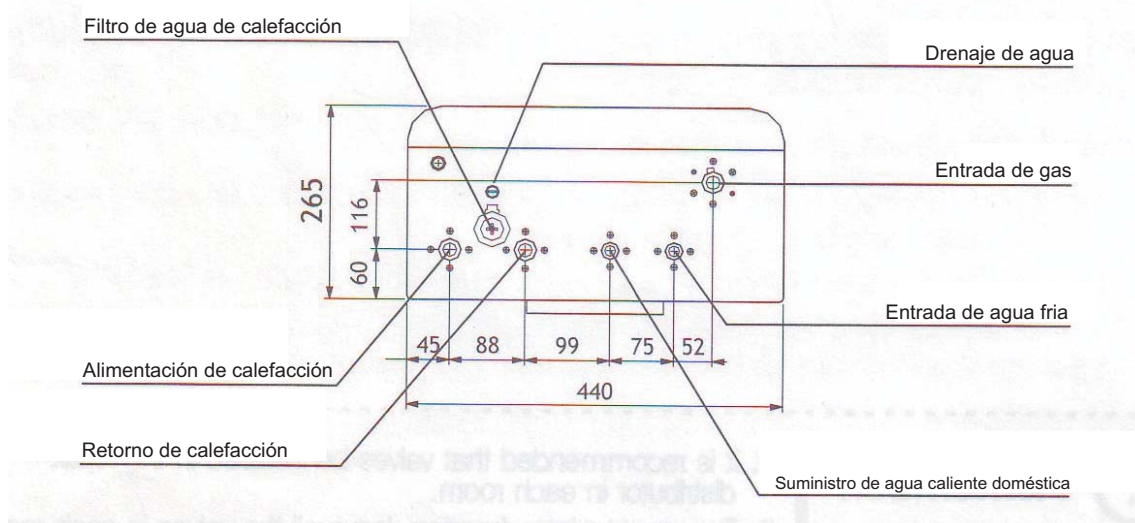 Filtro de agua de calefacción
Drenaje de agua
Entrada de gas
265
116
60
Entrada de agua fria
45 88 99 75 52
Alimentación de calefacción
440
Retorno de calefacción
It is recommended that valves be
distributor in each room.
Suministro de agua caliente doméstica